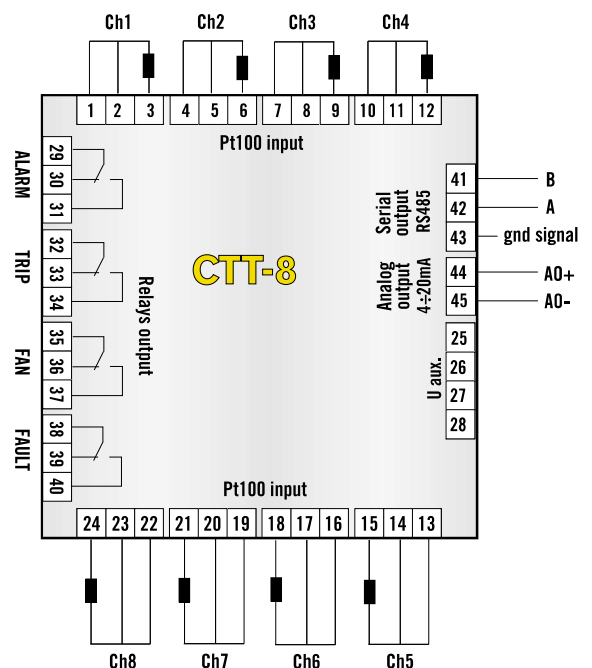 Ch1 Ch2 Ch3 Ch4
1 2 3 4 5 6 7 8 9 10 11 12
Pt100 input
ALARM
29
30
31
TRIP
32
33
34
FAN
35
36
37
FAULT
38
39
40
Relays output
CTT-8
Serial output
RS485
41 B
42 A
43 gnd signal
Analog output
4÷20mA
44 A0+
45 A0-
U aux.
25
26
27
28
Pt100 input
24 23 22 21 20 19 18 17 16 15 14 13
Ch8 Ch7 Ch6 Ch5